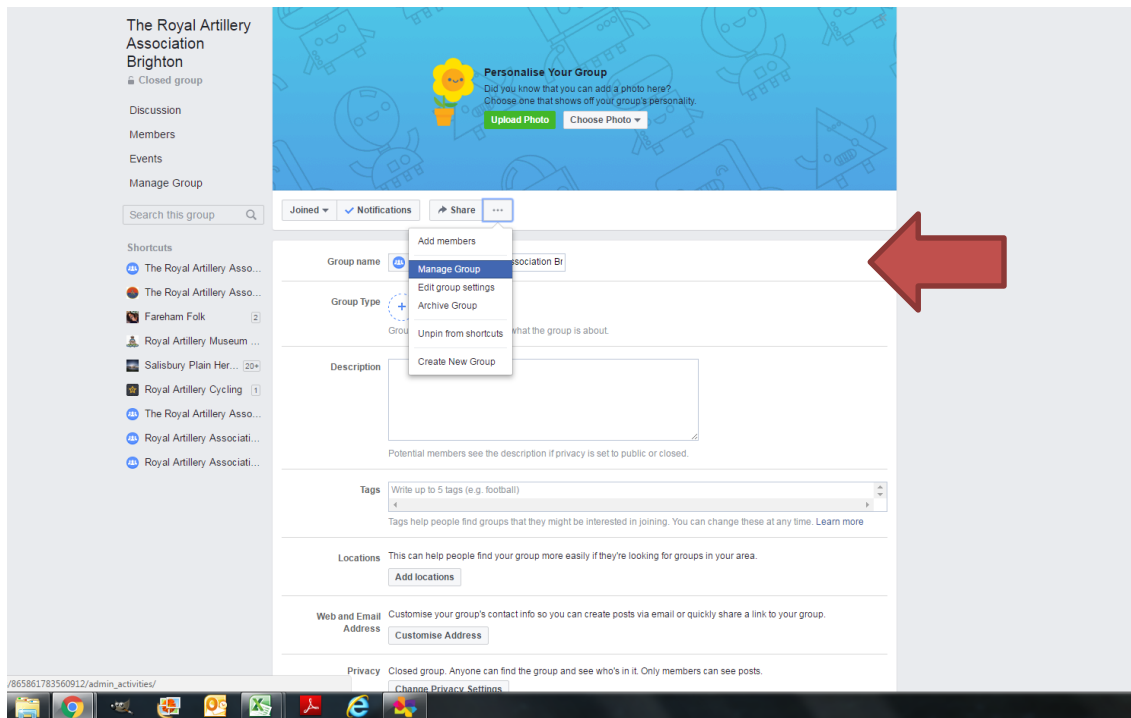 The Royal Artillery
Association
Brighton
Closed group
Discussion
Members
Events
Manage Group
Search this group
Shortcuts
The Royal Artillery Asso...
The Royal Artillery Asso...
Fareham Folk 2
Royal Artillery Museum ...
Salisbury Plain Her... 20+
Royal Artillery Cycling 1
The Royal Artillery Asso...
Royal Artillery Associati...
Royal Artillery Associati...
Personalise Your Group
Did you know that you can add a photo here?
Choose one that shows off your group's personality.
Upload Photo Choose Photo
Joined Notifications Share ...
Add members
Manage Group
Edit group settings
Archive Group
Unpin from shortcuts
Create New Group
Group name ssociation Br
Group Type
Grou what the group is about.
Description
Potential members see the description if privacy is set to public or closed.
Tags Write up to 5 tags (e.g. football)
Tags help people find groups that they might be interested in joining. You can change these at any time. Learn more
Locations This can help people find your group more easily if they're looking for groups in your area.
Add locations
Web and Email Address Customise your group's contact info so you can create posts via email or quickly share a link to your group.
Customise Address
Privacy Closed group. Anyone can find the group and see who's in it. Only members can see posts.
Change Privacy Settings
/865861783560912/admin_activities/